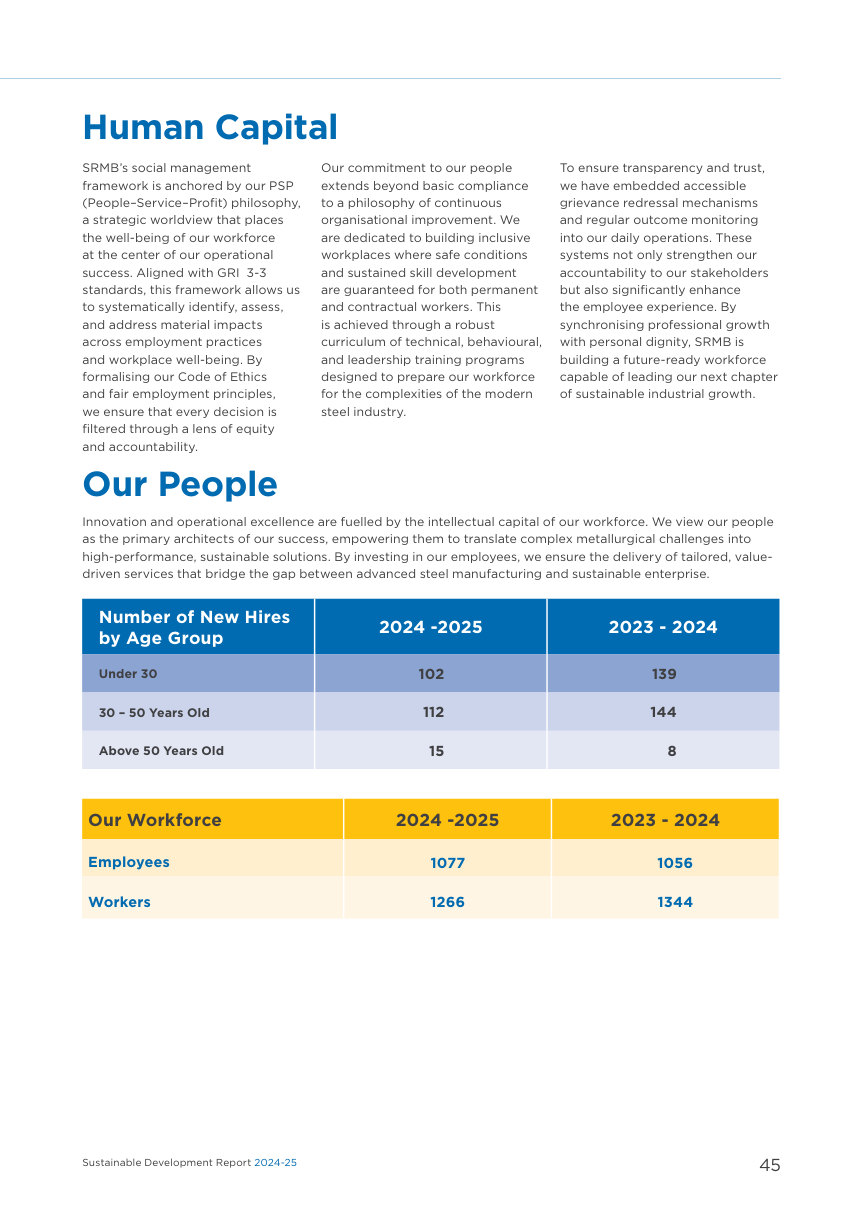 Human Capital
SRMB’s social management
framework is anchored by our PSP
(People–Service–Profit) philosophy,
a strategic worldview that places
the well-being of our workforce
at the center of our operational
success. Aligned with GRI  3-3
standards, this framework allows us
to systematically identify, assess,
and address material impacts
across employment practices
and workplace well-being. By
formalising our Code of Ethics
and fair employment principles,
we ensure that every decision is
filtered through a lens of equity
and accountability.
Our commitment to our people
extends beyond basic compliance
to a philosophy of continuous
organisational improvement. We
are dedicated to building inclusive
workplaces where safe conditions
and sustained skill development
are guaranteed for both permanent
and contractual workers. This
is achieved through a robust
curriculum of technical, behavioural,
and leadership training programs
designed to prepare our workforce
for the complexities of the modern
steel industry.
To ensure transparency and trust,
we have embedded accessible
grievance redressal mechanisms
and regular outcome monitoring
into our daily operations. These
systems not only strengthen our
accountability to our stakeholders
but also significantly enhance
the employee experience. By
synchronising professional growth
with personal dignity, SRMB is
building a future-ready workforce
capable of leading our next chapter
of sustainable industrial growth.
Our People
Innovation and operational excellence are fuelled by the intellectual capital of our workforce. We view our people
as the primary architects of our success, empowering them to translate complex metallurgical challenges into
high-performance, sustainable solutions. By investing in our employees, we ensure the delivery of tailored, value-
driven services that bridge the gap between advanced steel manufacturing and sustainable enterprise.
Number of New Hires
by Age Group
2024 -2025
2023 - 2024
Under 30
102
139
30 – 50 Years Old
112
144
Above 50 Years Old
15
8
Our Workforce
2024 -2025
2023 - 2024
Employees
1077
1056
Workers
1266
1344
Sustainable Development Report 2024-25
45